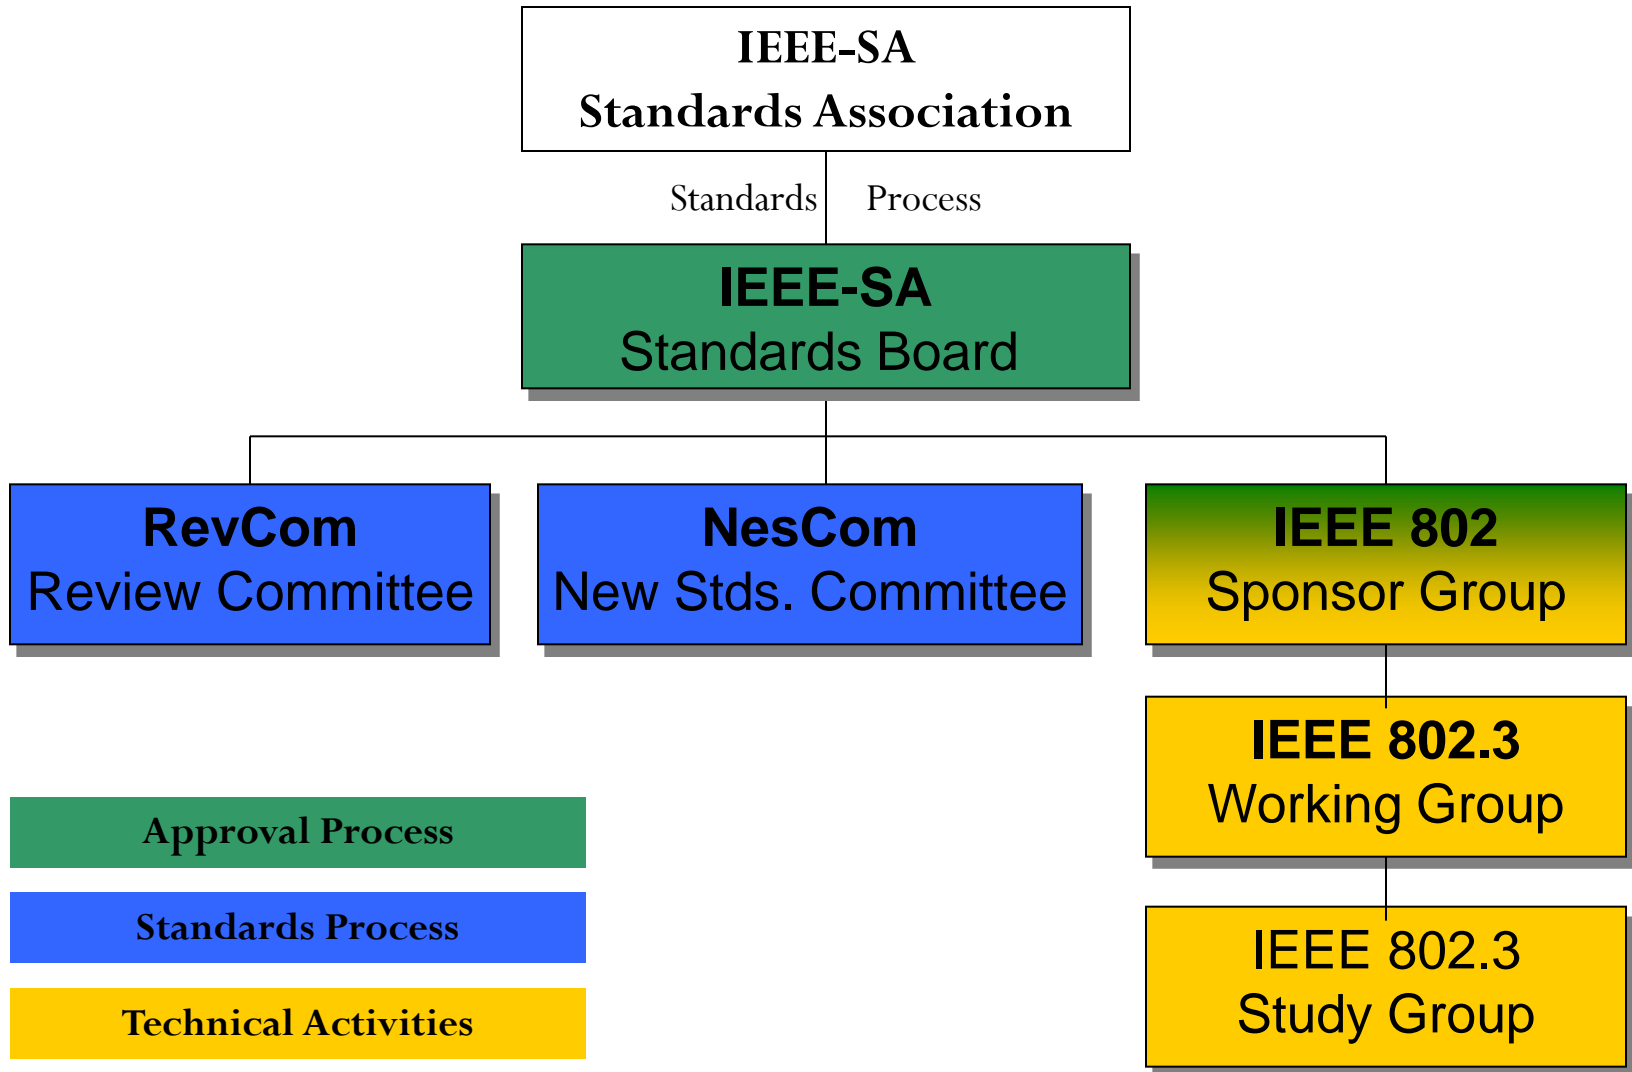 IEEE-SA
Standards Association
Standards Process
IEEE-SA
Standards Board
RevCom
Review Committee
NesCom
New Stds. Committee
IEEE 802
Sponsor Group
IEEE 802.3
Working Group
IEEE 802.3
Study Group
Approval Process
Standards Process
Technical Activities